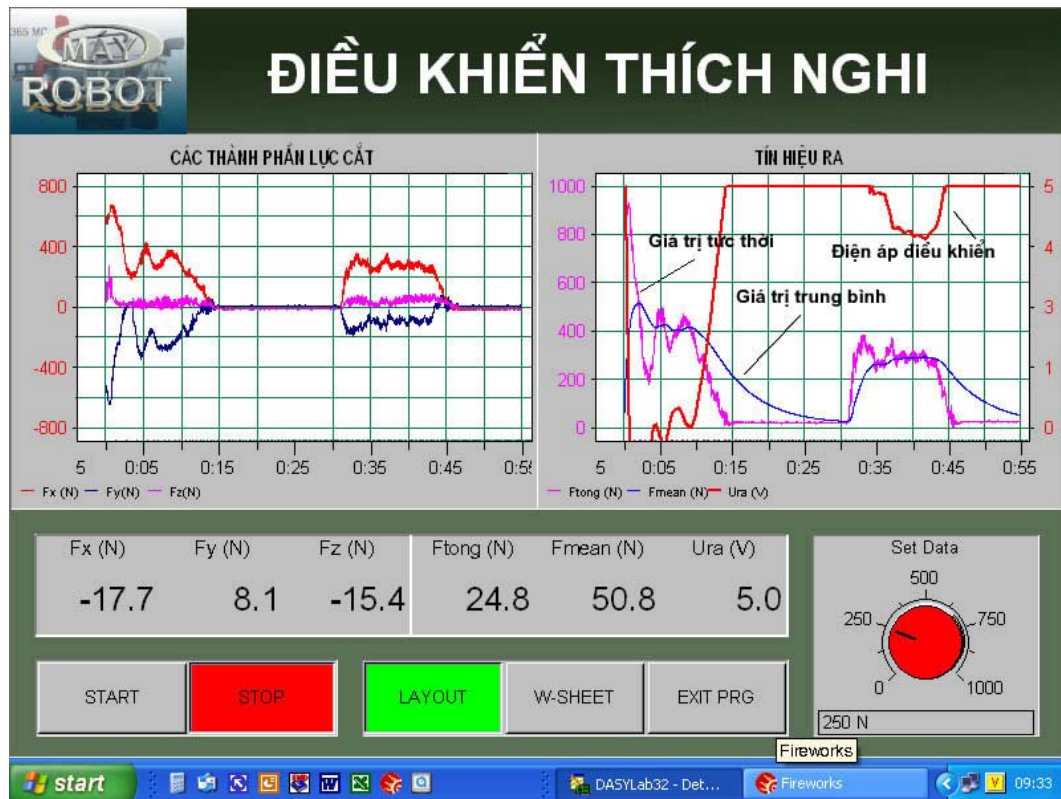 365 MC
MÁY
ROBOT
ĐIỀU KHIỂN THÍCH NGHI
CÁC THÀNH PHẦN LỰC CẮT
800
400
0
-400
-800
5 0:05 0:15 0:25 0:35 0:45 0:55
Fx (N) Fy(N) Fz(N)
TÍN HIỆU RA
1000 5
800
Giá trị tức thời
Điện áp điều khiển
4
600
Giá trị trung bình
3
400
200 1
0 0
5 0:05 0:15 0:25 0:35 0:45 0:55
Ftong (N) Fmean (N) Ura (V)
Fx (N) Fy (N) Fz (N) Ftong (N) Fmean (N) Ura (V)
-17.7 8.1 -15.4 24.8 50.8 5.0
Set Data
500
250 750
0 1000
250 N
START STOP LAYOUT W-SHEET EXIT PRG
Fireworks
start DASYLab32 - Det... Fireworks 09:33